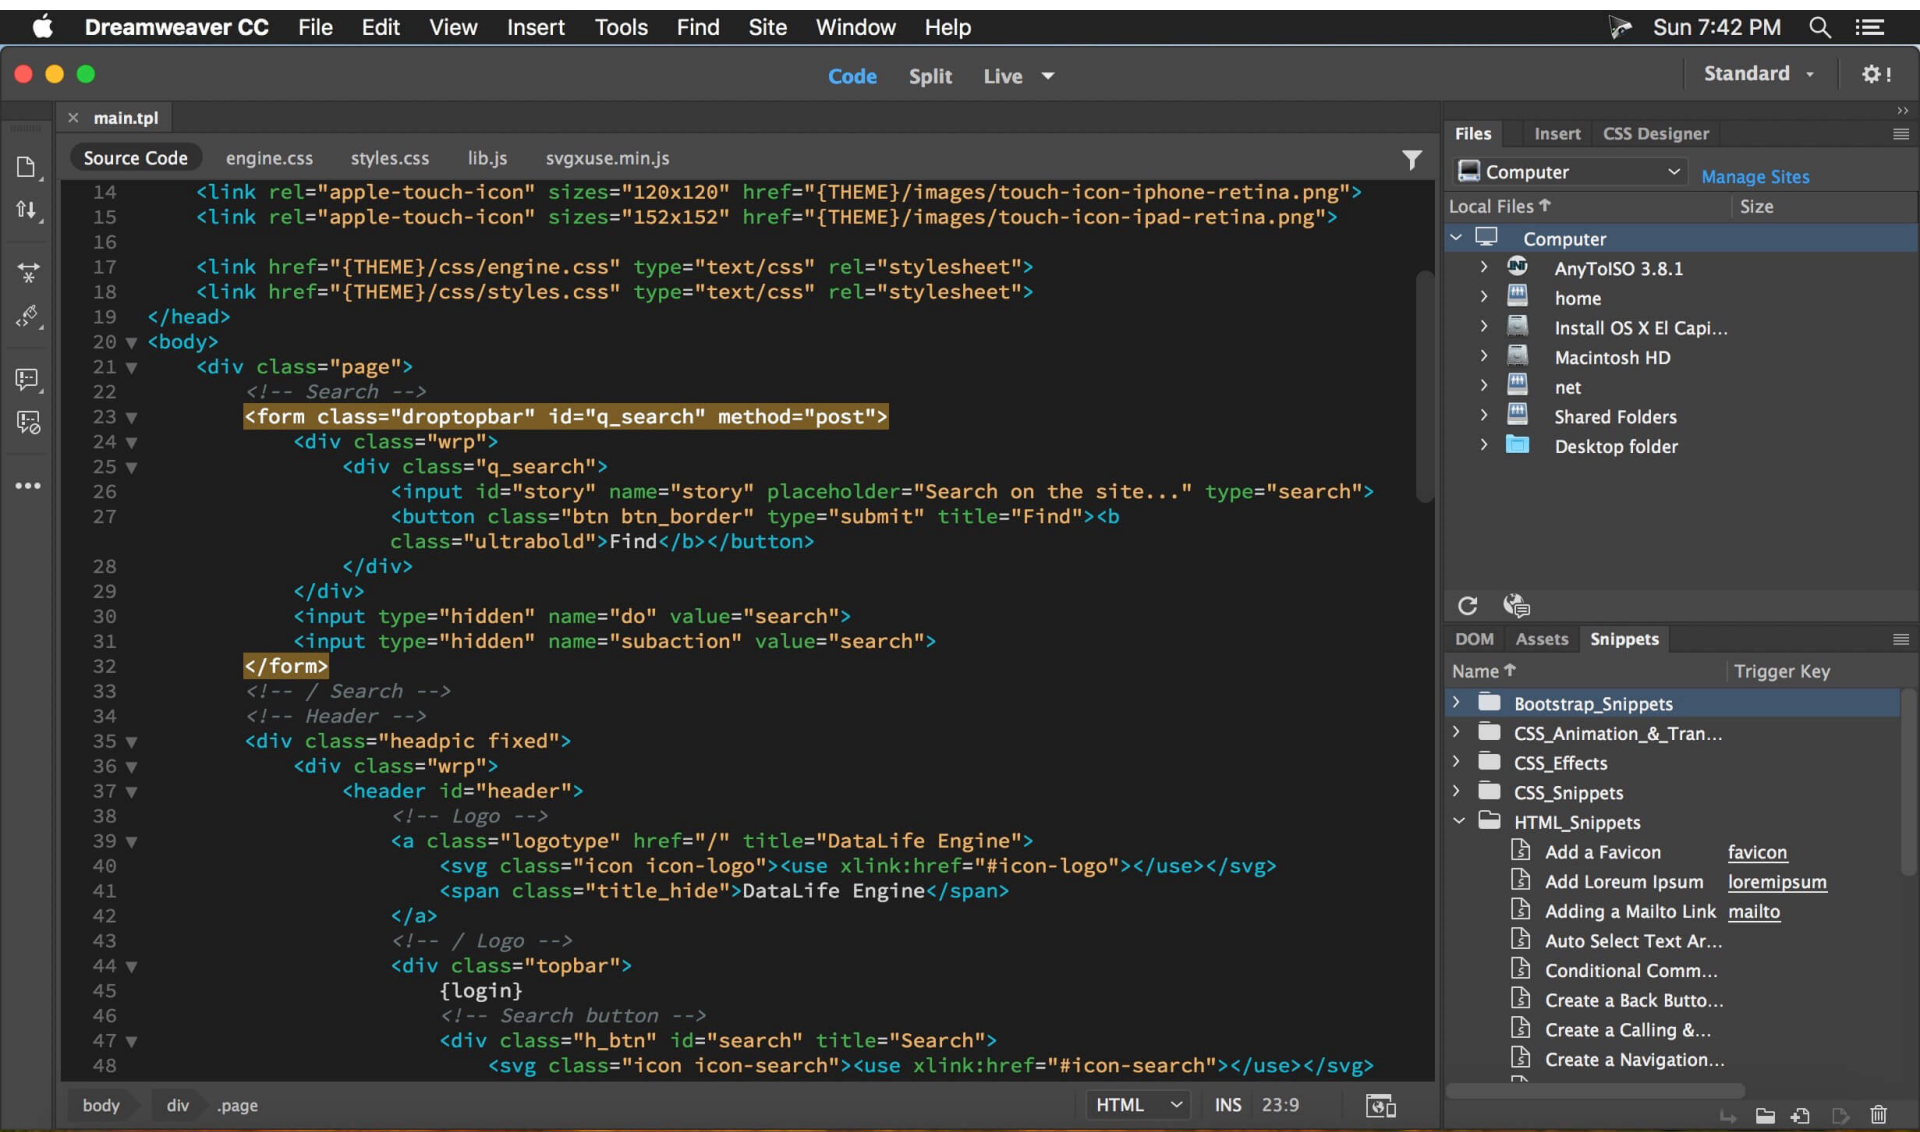 Dreamweaver CC File Edit View Insert Tools Find Site Window Help Sun 7:42 PM
Code Split Live Standard !
× main.tpl
Source Code engine.css styles.css lib.js svgxuse.min.js
14 <link rel="apple-touch-icon" sizes="120x120" href="{THEME}/images/touch-icon-iphone-retina.png">
15 <link rel="apple-touch-icon" sizes="152x152" href="{THEME}/images/touch-icon-ipad-retina.png">
16
17 <link href="{THEME}/css/engine.css" type="text/css" rel="stylesheet">
18 <link href="{THEME}/css/styles.css" type="text/css" rel="stylesheet">
19 </head>
20 <body>
21 <div class="page">
22 <!-- Search -->
23 <form class="droptopbar" id="q_search" method="post">
24 <div class="wrp">
25 <div class="q_search">
26 <input id="story" name="story" placeholder="Search on the site..." type="search">
27 <button class="btn btn_border" type="submit" title="Find"><b
class="ultrabold">Find</b></button>
28 </div>
29 </div>
30 <input type="hidden" name="do" value="search">
31 <input type="hidden" name="subaction" value="search">
32 </form>
33 <!-- / Search -->
34 <!-- Header -->
35 <div class="headpic fixed">
36 <div class="wrp">
37 <header id="header">
38 <!-- Logo -->
39 <a class="logotype" href="/" title="DataLife Engine">
40 <svg class="icon icon-logo"><use xlink:href="#icon-logo"></use></svg>
41 <span class="title_hide">DataLife Engine</span>
42 </a>
43 <!-- / Logo -->
44 <div class="topbar">
45 {login}
46 <!-- Search button -->
47 <div class="h_btn" id="search" title="Search">
48 <svg class="icon icon-search"><use xlink:href="#icon-search"></use></svg>
body div .page HTML INS 23:9
Files Insert CSS Designer
Computer Manage Sites
Local Files Size
Computer
AnyToISO 3.8.1
home
Install OS X El Capi...
Macintosh HD
net
Shared Folders
Desktop folder
DOM Assets Snippets
Name Trigger Key
Bootstrap_Snippets
CSS_Animation_&_Tran...
CSS_Effects
CSS_Snippets
HTML_Snippets
Add a Favicon favicon
Add Loreum Ipsum loremipsum
Adding a Mailto Link mailto
Auto Select Text Ar...
Conditional Comm...
Create a Back Butto...
Create a Calling &...
Create a Navigation...